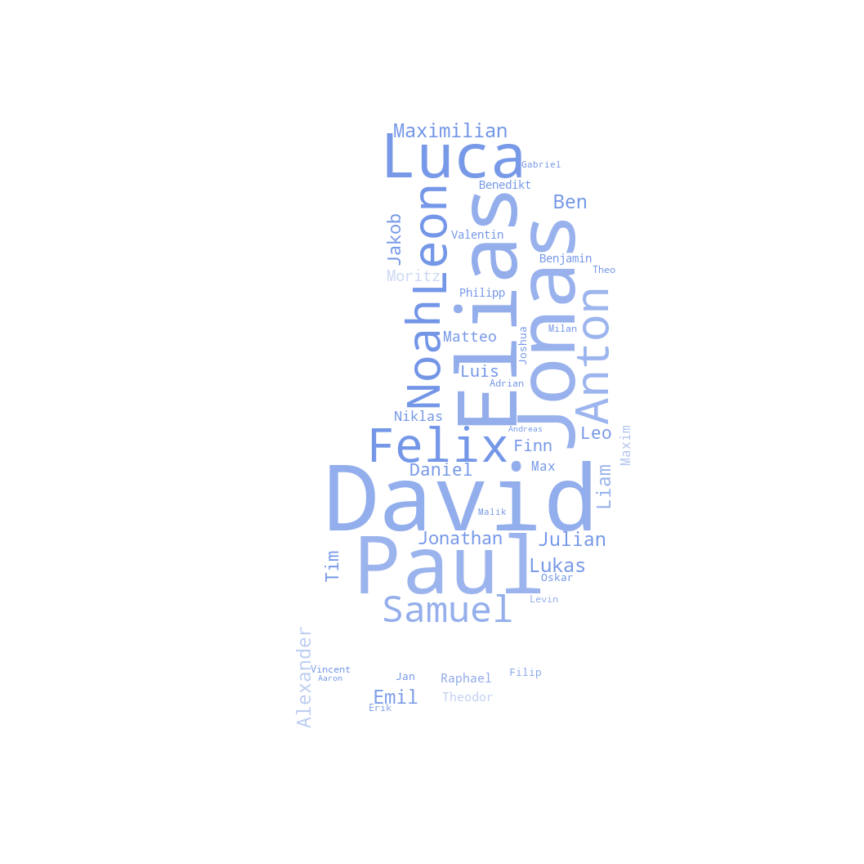 Maximilian
Luca
Gabriel
Benedikt
Leon
Elias
Ben
Jakob
Jonas
Valentin
Benjamin
Theo
Moritz
Philipp
Anton
Noah
Joshua
Milan
Matteo
Luis
Adrian
Niklas
Andreas
Maxim
Felix
Leo
Finn
Daniel
Max
David
Liam
Malik
Jonathan
Julian
Paul
Tim
Lukas
Oskar
Samuel
Levin
Alexander
Vincent
Aaron
Jan
Raphael
Filip
Emil
Theodor
Erik